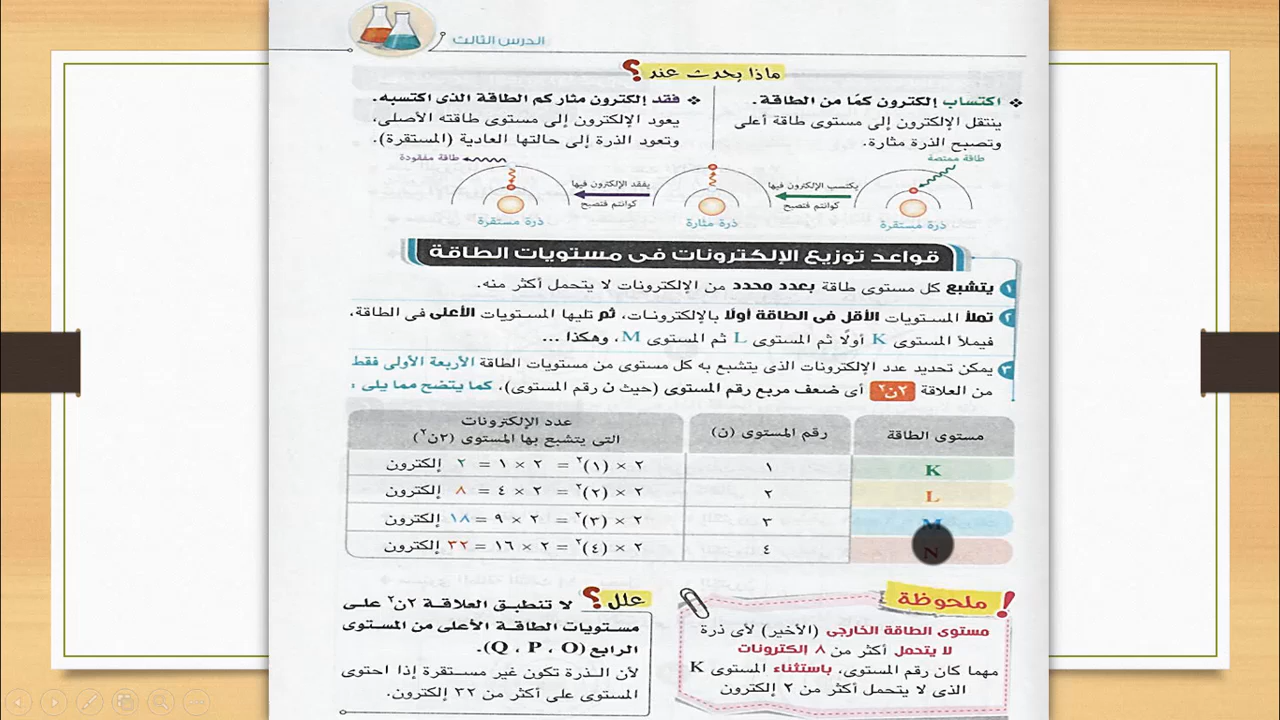 الدرس الثالث
ماذا يحدث عند ؟
❖ اكتساب إلكترون كمًا من الطاقة.
ينتقل الإلكترون إلى مستوى طاقة أعلى
وتصبح الذرة مثارة.
❖ فقد إلكترون مثار كم الطاقة الذى اكتسبه.
يعود الإلكترون إلى مستوى طاقته الأصلى،
وتعود الذرة إلى حالتها العادية (المستقرة).
طاقة ممتصة
يكتسب الإلكترون فيها
كوانتم فتصبح
يفقد الإلكترون فيها
كوانتم فتصبح
طاقة مفقودة
ذرة مستقرة
ذرة مثارة
ذرة مستقرة
قواعد توزيع الإلكترونات فى مستويات الطاقة
١ يتشبع كل مستوى طاقة بعدد محدد من الإلكترونات لا يتحمل أكثر منه.
٢ تملأ المستويات الأقل فى الطاقة أولًا بالإلكترونات، ثم تليها المستويات الأعلى فى الطاقة،
فيملأ المستوى K أولًا ثم المستوى L ثم المستوى M، وهكذا ...
٣ يمكن تحديد عدد الإلكترونات الذى يتشبع به كل مستوى من مستويات الطاقة الأربعة الأولى فقط
من العلاقة ٢ن٢ أى ضعف مربع رقم المستوى (حيث ن رقم المستوى)، كما يتضح مما يلى :
مستوى الطاقة
رقم المستوى (ن)
عدد الإلكترونات
التى يتشبع بها المستوى (٢ن٢)
K
١
٢ × (١)٢ = ٢ × ١ = ٢ إلكترون
L
٢
٢ × (٢)٢ = ٢ × ٤ = ٨ إلكترون
M
٣
٢ × (٣)٢ = ٢ × ٩ = ١٨ إلكترون
N
٤
٢ × (٤)٢ = ٢ × ١٦ = ٣٢ إلكترون
ملحوظة !
مستوى الطاقة الخارجى (الأخير) لأى ذرة
لا يتحمل أكثر من ٨ إلكترونات
مهما كان رقم المستوى، باستثناء المستوى K
الذى لا يتحمل أكثر من ٢ إلكترون
علل ؟ لا تنطبق العلاقة ٢ن٢ على
مستويات الطاقة الأعلى من المستوى
الرابع (Q ، P ، O).
لأن الذرة تكون غير مستقرة إذا احتوى
المستوى على أكثر من ٣٢ إلكترون.